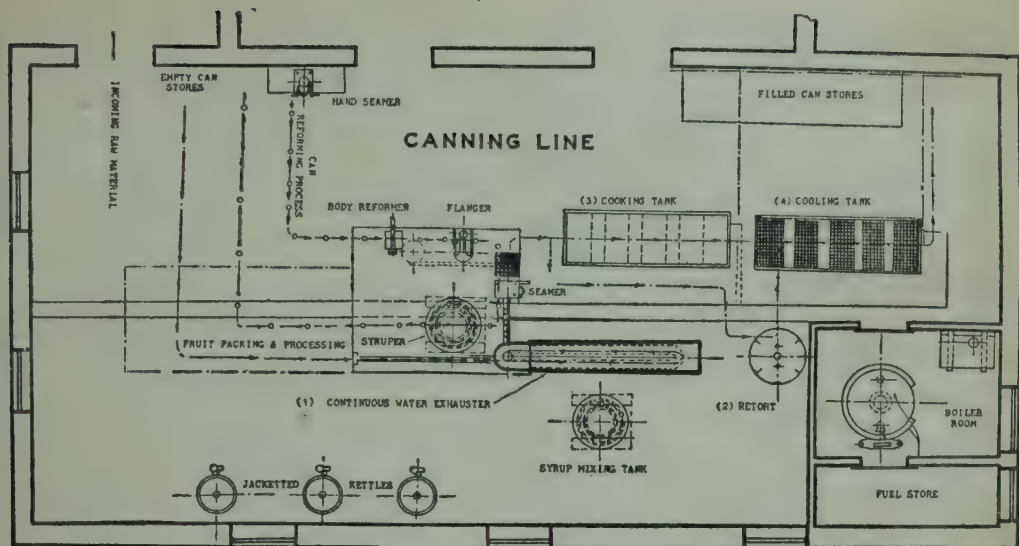 INCOMING RAW MATERIAL
EMPTY CAN
STORES
HAND SEAMER
CAN
REFORMING PROCESS
FILLED CAN STORES
CANNING LINE
BODY REFORMER
FLANGER
(3) COOKING TANK
(4) COOLING TANK
SEAMER
SYRUPER
FRUIT PACKING & PROCESSING
(1) CONTINUOUS WATER EXHAUSTER
(2) RETORT
BOILER
ROOM
SYRUP MIXING TANK
JACKETTED KETTLES
FUEL STORE